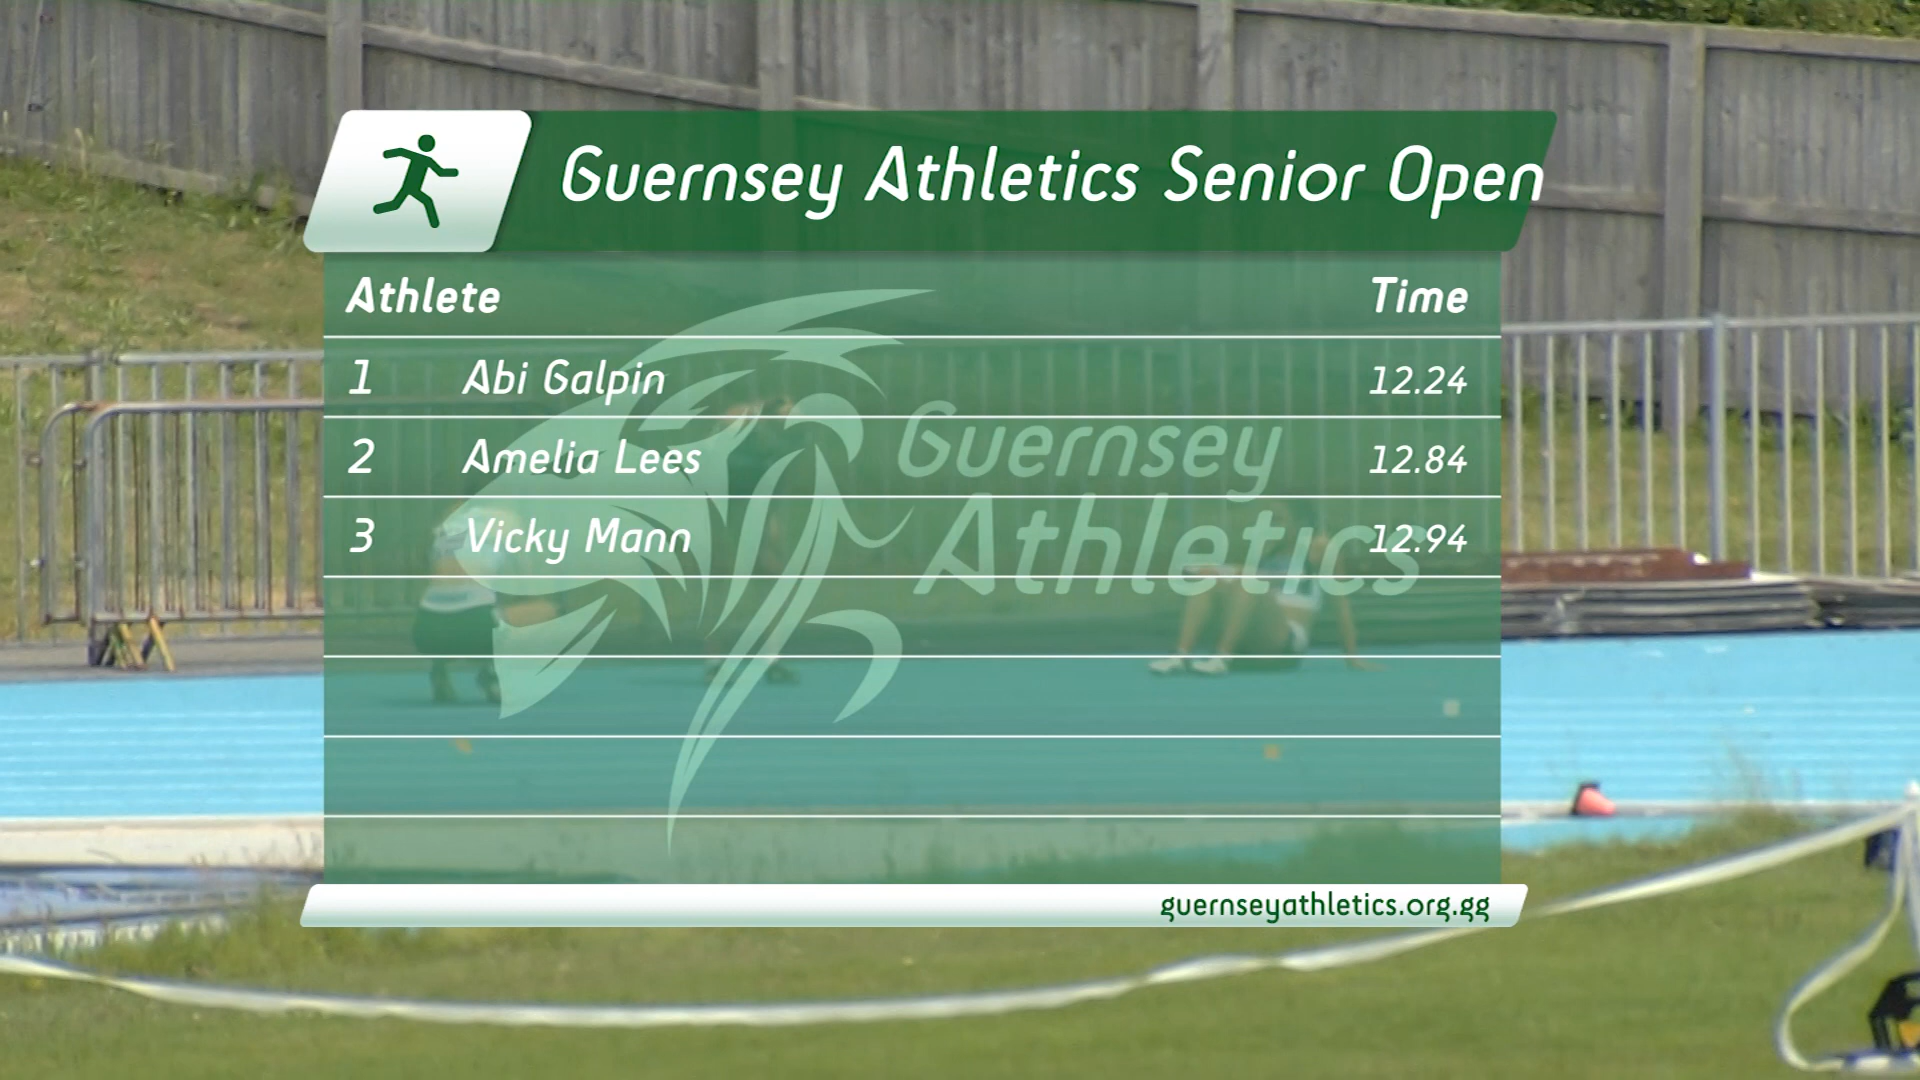 Guernsey Athletics Senior Open
Athlete Time
1 Abi Galpin 12.24
2 Amelia Lees 12.84
3 Vicky Mann 12.94
Guernsey
Athletics
guernseyathletics.org.gg